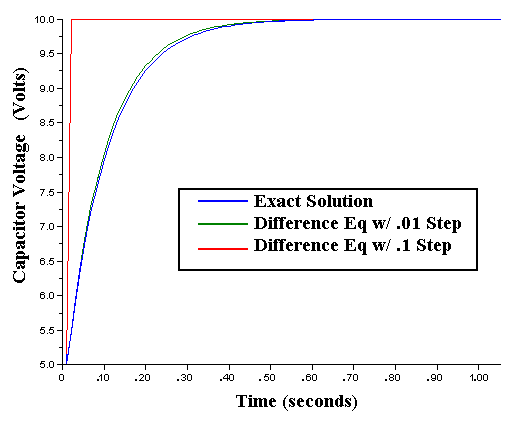 10.0
9.5
9.0
8.5
8.0
7.5
7.0
6.5
6.0
5.5
5.0
Capacitor Voltage (Volts)
Exact Solution
Difference Eq w/ .01 Step
Difference Eq w/ .1 Step
0 .10 .20 .30 .40 .50 .60 .70 .80 .90 1.00
Time (seconds)